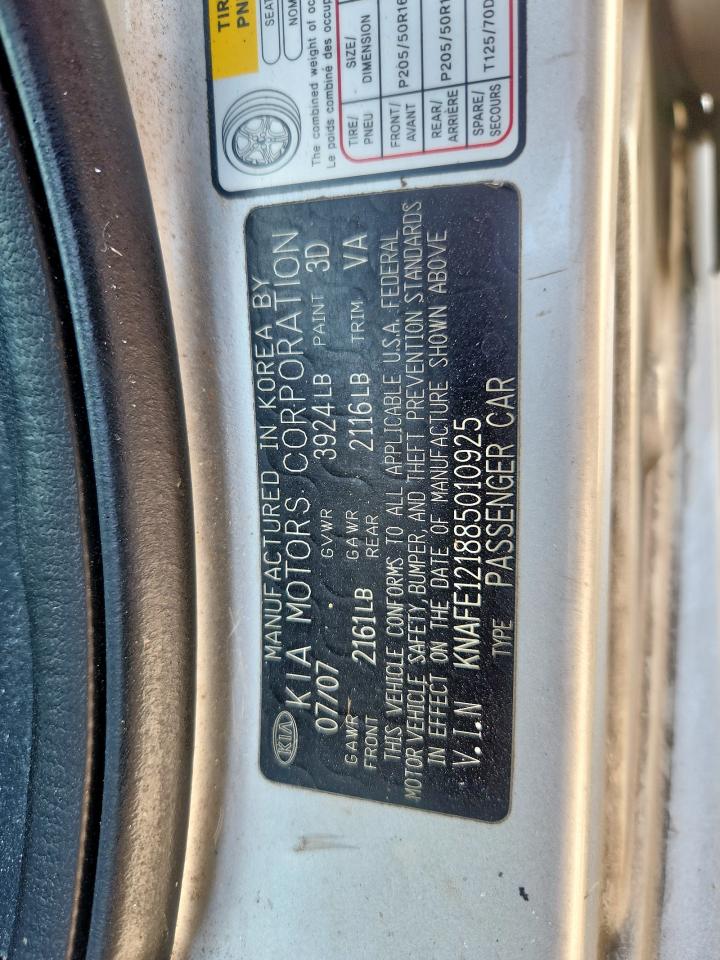 TIR
PN
SEAT
NOM
The combined weight of oc
Le poids combiné des occup
TIRE/ SIZE/
PNEU DIMENSION
FRONT/ P205/50R16
AVANT
REAR/ P205/50R1
ARRIÈRE
SPARE/ T125/70D
SECOURS
KIA MANUFACTURED IN KOREA BY
KIA MOTORS CORPORATION
07/07 GVWR 3924LB PAINT 3D
GAWR FRONT 2161LB GAWR REAR 2116LB TRIM VA
THIS VEHICLE CONFORMS TO ALL APPLICABLE U.S.A. FEDERAL
MOTOR VEHICLE SAFETY, BUMPER, AND THEFT PREVENTION STANDARDS
IN EFFECT ON THE DATE OF MANUFACTURE SHOWN ABOVE
V.I.N KNAFE121885010925
TYPE PASSENGER CAR